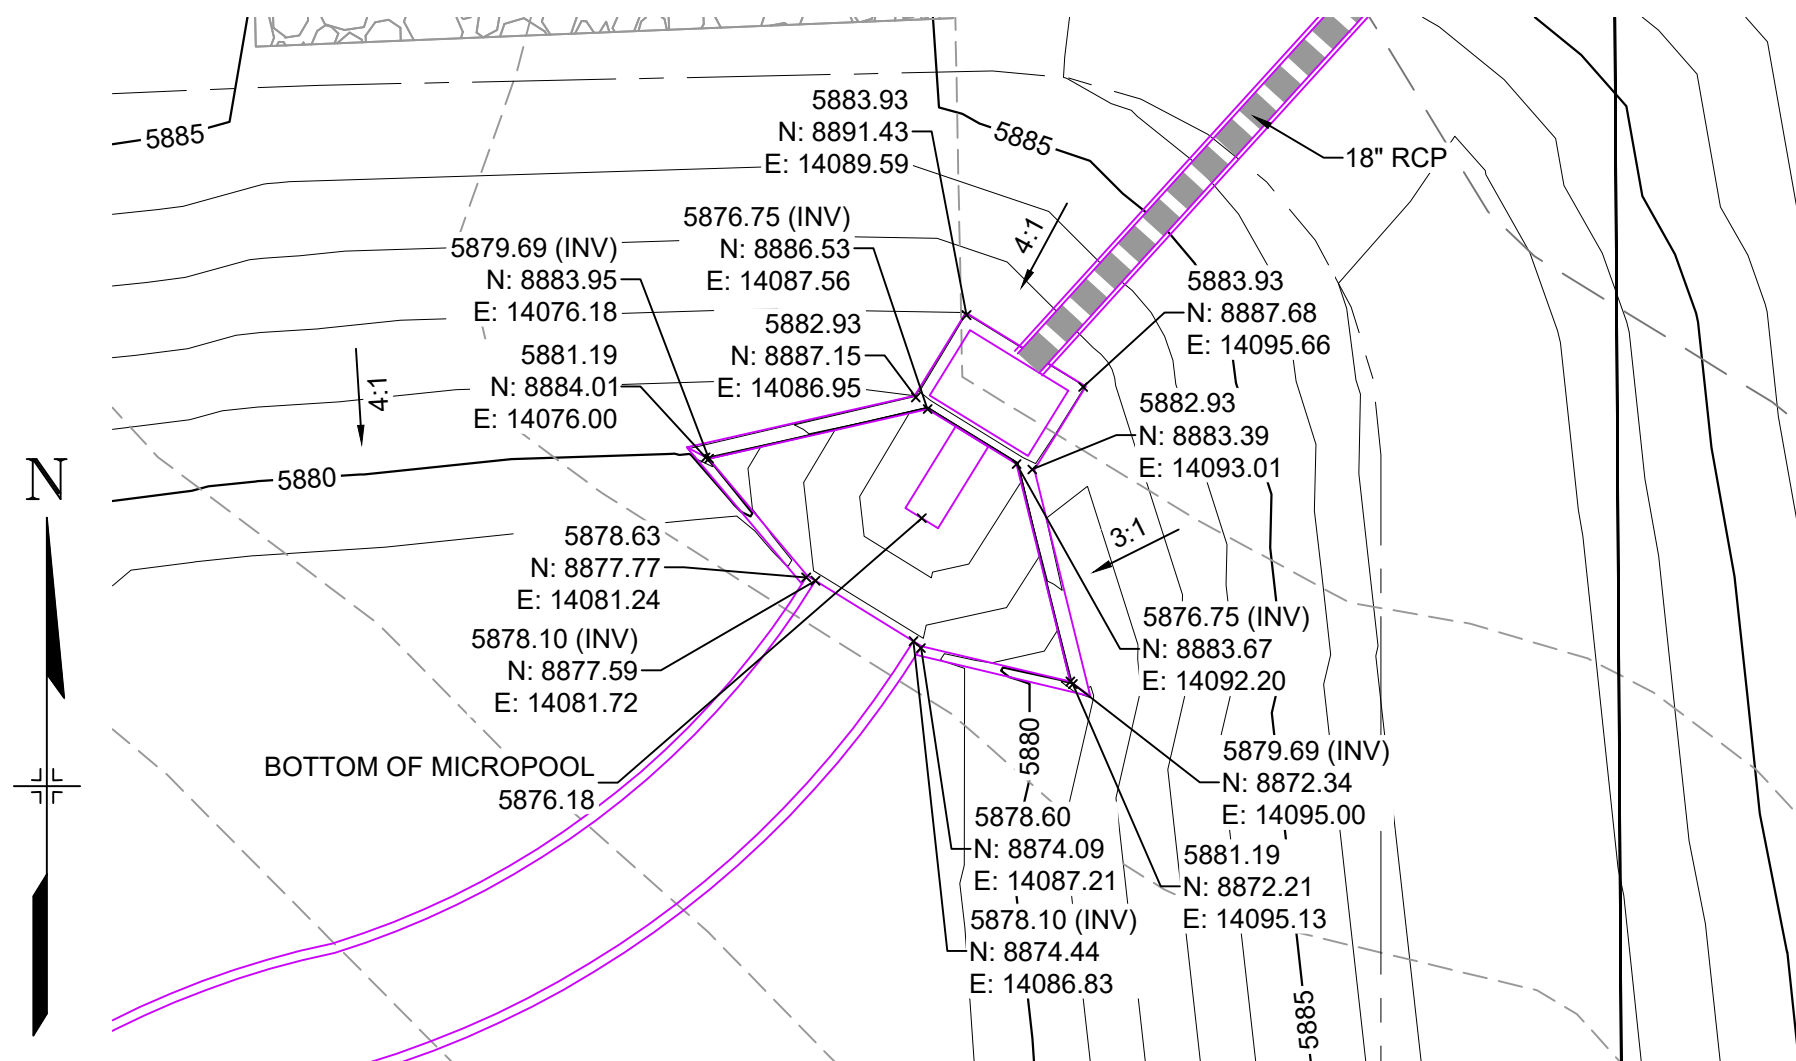 5883.93
N: 8891.43
E: 14089.59
5885
5885
18" RCP
4:1
5876.75 (INV)
N: 8886.53
E: 14087.56
5879.69 (INV)
N: 8883.95
E: 14076.18
5883.93
N: 8887.68
E: 14095.66
5882.93
N: 8887.15
E: 14086.95
5881.19
N: 8884.01
E: 14076.00
4:1
5882.93
N: 8883.39
E: 14093.01
N
5880
3:1
5878.63
N: 8877.77
E: 14081.24
5876.75 (INV)
N: 8883.67
E: 14092.20
5878.10 (INV)
N: 8877.59
E: 14081.72
5880
BOTTOM OF MICROPOOL
5876.18
5879.69 (INV)
N: 8872.34
E: 14095.00
5878.60
N: 8874.09
E: 14087.21
5881.19
N: 8872.21
E: 14095.13
5878.10 (INV)
N: 8874.44
E: 14086.83
5885